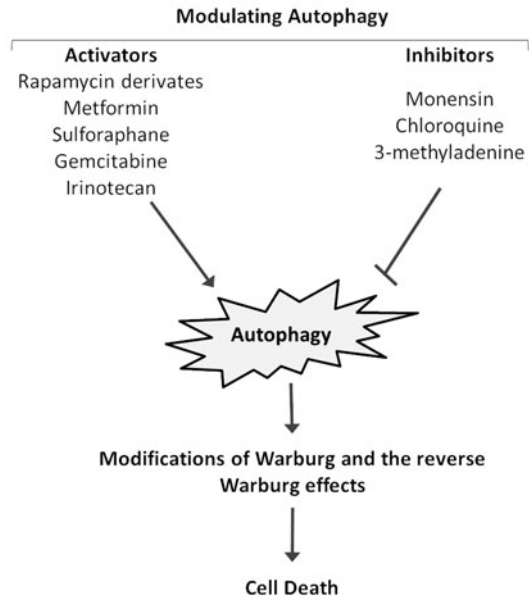 Modulating Autophagy
Activators
Rapamycin derivates
Metformin
Sulforaphane
Gemcitabine
Irinotecan
Inhibitors
Monensin
Chloroquine
3-methyladenine
Autophagy
Modifications of Warburg and the reverse
Warburg effects
Cell Death